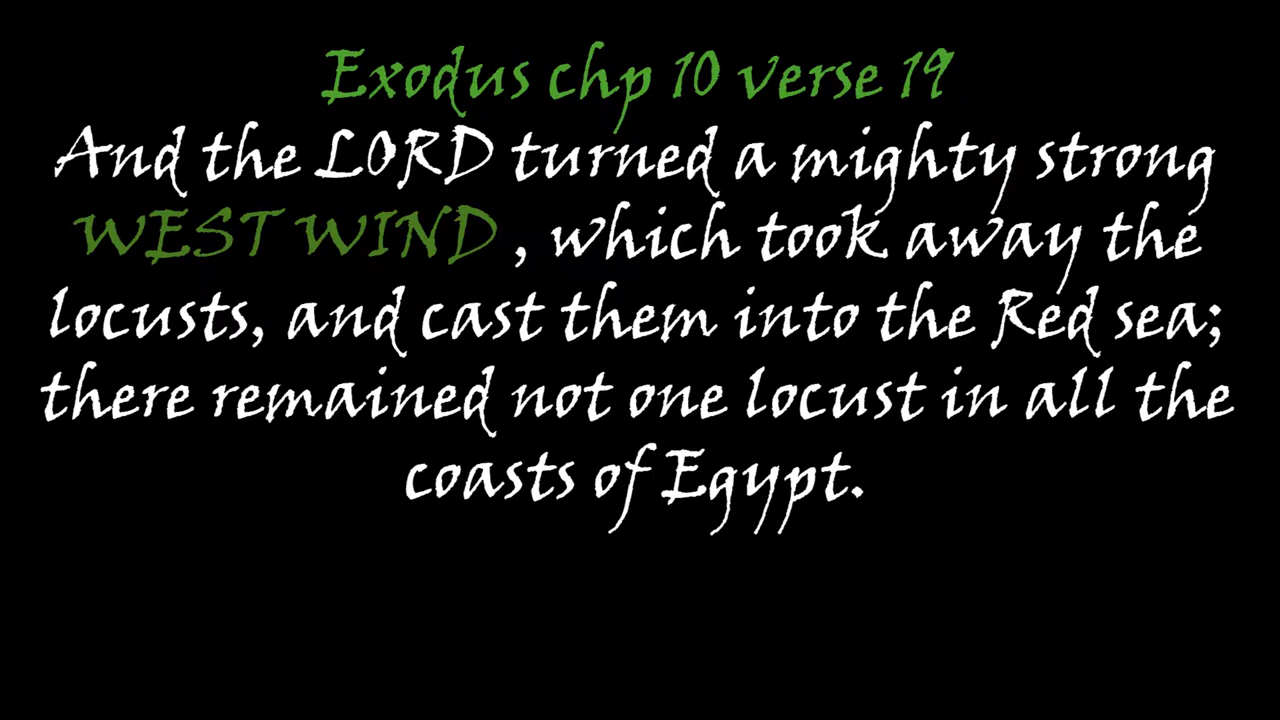 Exodus chp 10 verse 19
And the LORD turned a mighty strong
WEST WIND , which took away the
locusts, and cast them into the Red sea;
there remained not one locust in all the
coasts of Egypt.